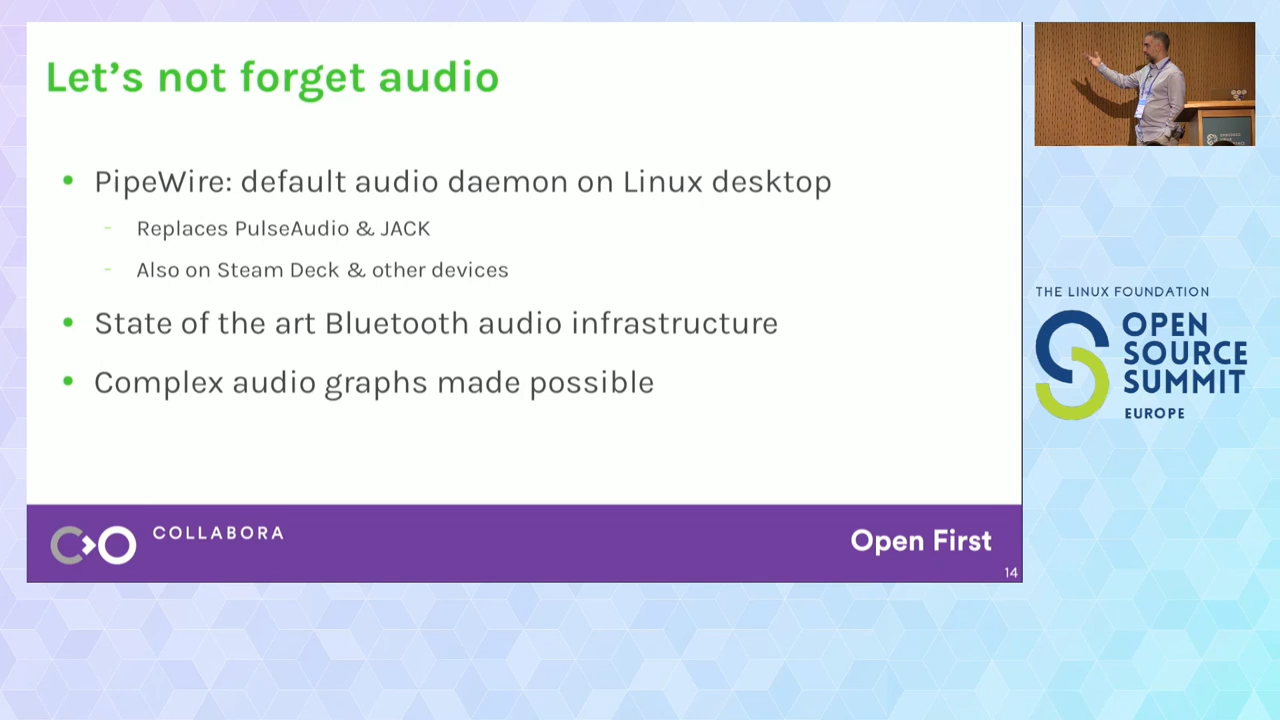 Let's not forget audio
• PipeWire: default audio daemon on Linux desktop
- Replaces PulseAudio & JACK
- Also on Steam Deck & other devices
• State of the art Bluetooth audio infrastructure
• Complex audio graphs made possible
COLLABORA
Open First
14
THE LINUX FOUNDATION
OPEN
SOURCE
SUMMIT
EUROPE